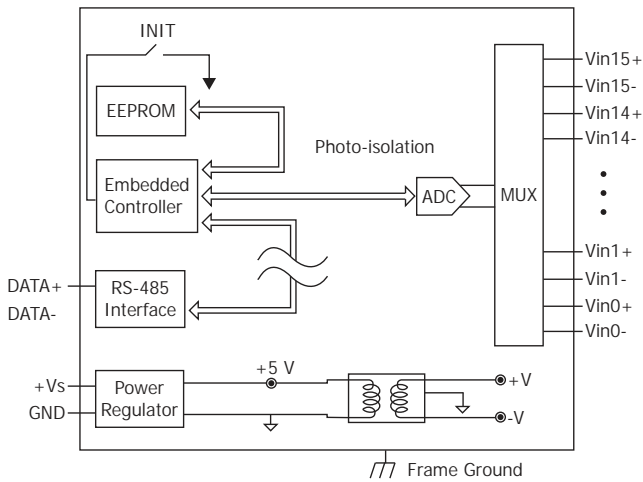 INIT
EEPROM
Embedded
Controller
RS-485
Interface
DATA+
DATA-
Photo-isolation
ADC
MUX
Vin15+
Vin15-
Vin14+
Vin14-
Vin1+
Vin1-
Vin0+
Vin0-
+Vs
GND
Power
Regulator
+5 V
+V
-V
Frame Ground